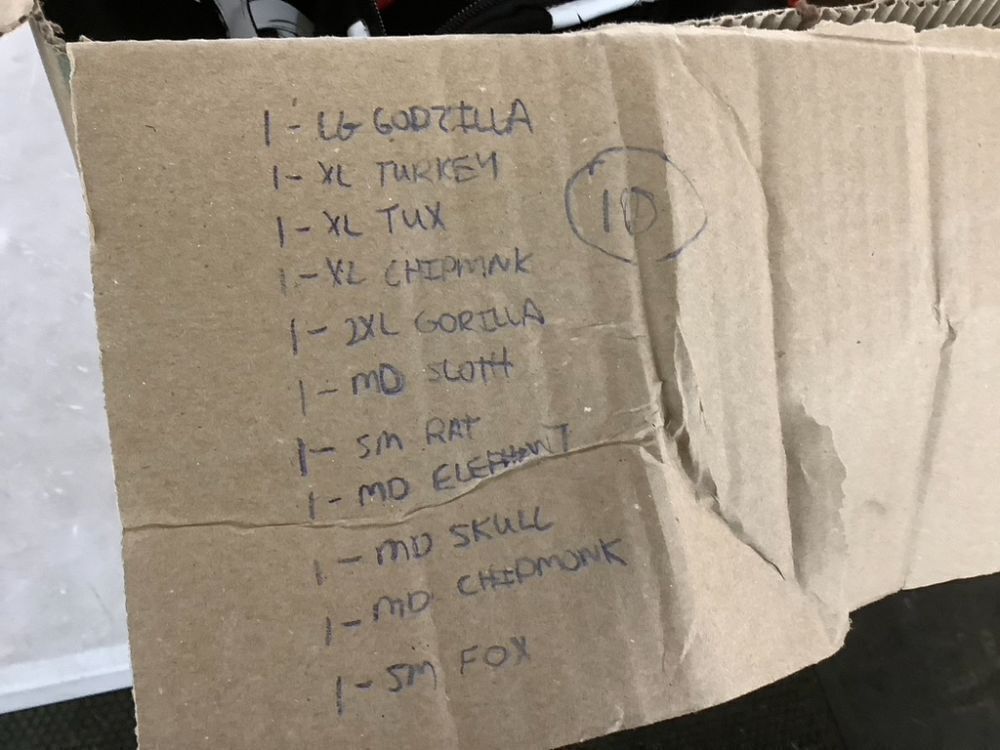 1 - LG GODZILLA
1 - XL TURKEY
1 - XL TUX
1 - XL CHIPMNK
1 - 2XL GORILLA
1 - MD SLOTH
1 - SM RAT
1 - MD ELEPHANT
1 - MD SKULL
1 - MD CHIPMONK
1 - SM FOX
10